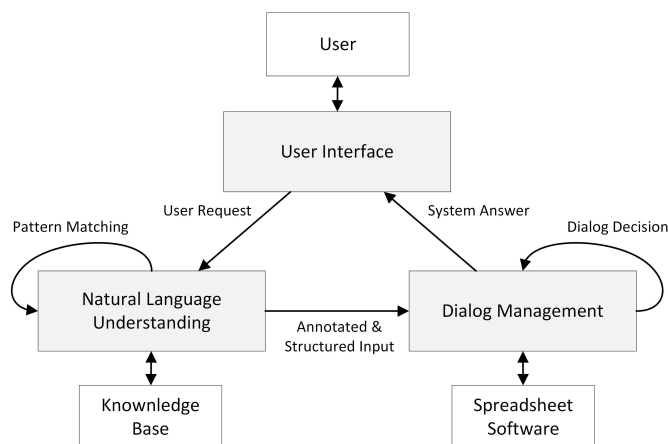 User
User Interface
User Request
System Answer
Pattern Matching
Dialog Decision
Natural Language
Understanding
Annotated &
Structured Input
Dialog Management
Knownledge
Base
Spreadsheet
Software